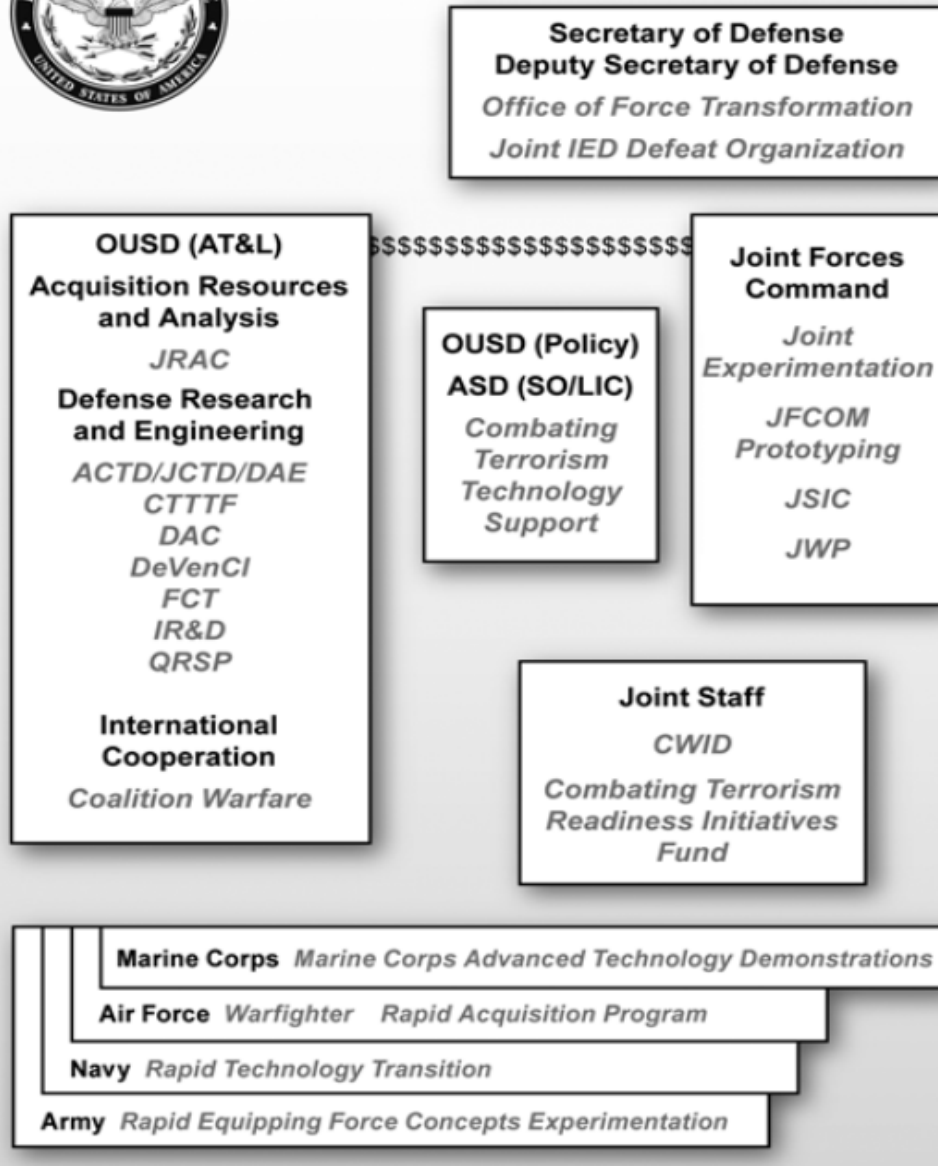 UNITED STATES OF AMERICA
Secretary of Defense
Deputy Secretary of Defense
Office of Force Transformation
Joint IED Defeat Organization
OUSD (AT&L)
Acquisition Resources
and Analysis
JRAC
Defense Research
and Engineering
ACTD/JCTD/DAE
CTTTF
DAC
DeVenCI
FCT
IR&D
QRSP
International
Cooperation
Coalition Warfare
$$$$$$$$$$$$$$$$$$$$
OUSD (Policy)
ASD (SO/LIC)
Combating
Terrorism
Technology
Support
Joint Forces
Command
Joint
Experimentation
JFCOM
Prototyping
JSIC
JWP
Joint Staff
CWID
Combating Terrorism
Readiness Initiatives
Fund
Marine Corps Marine Corps Advanced Technology Demonstrations
Air Force Warfighter Rapid Acquisition Program
Navy Rapid Technology Transition
Army Rapid Equipping Force Concepts Experimentation